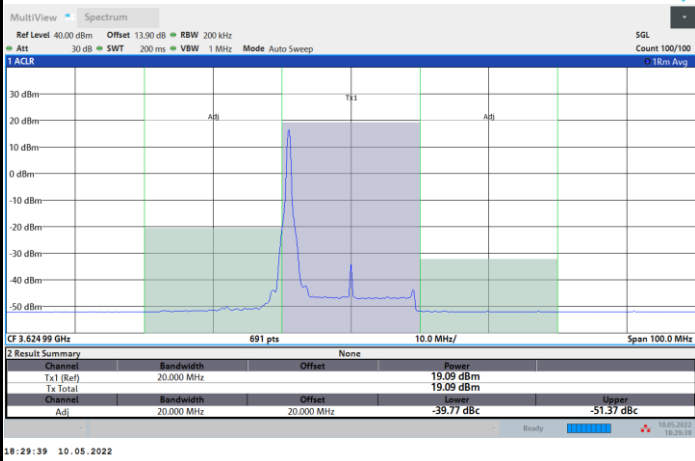 MultiView Spectrum
Ref Level 40.00 dBm Offset 13.90 dB RBW 200 kHz SGL
Att 30 dB SWT 200 ms VBW 1 MHz Mode Auto Sweep Count 100/100
1 ACLR 1Rm Avg
30 dBm
Tx1
20 dBm
Adj Adj
10 dBm
0 dBm
-10 dBm
-20 dBm
-30 dBm
-40 dBm
-50 dBm
CF 3.624 99 GHz 691 pts 10.0 MHz/ Span 100.0 MHz
2 Result Summary None
Channel Bandwidth Offset Power
Tx1 (Ref) 20.000 MHz 19.09 dBm
Tx Total 19.09 dBm
Channel Bandwidth Offset Lower Upper
Adj 20.000 MHz 20.000 MHz -39.77 dBc -51.37 dBc
Ready 10.05.2022
18:29:39
18:29:39 10.05.2022